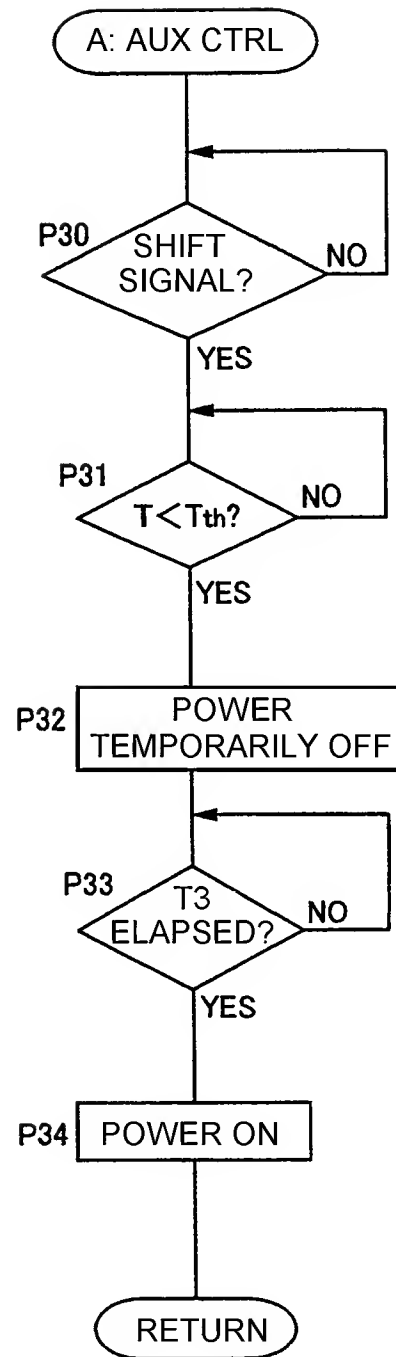 A: AUX CTRL
P30
SHIFT
SIGNAL?
NO
YES
P31
T<Tth?
NO
YES
P32
POWER
TEMPORARILY OFF
P33
T3
ELAPSED?
NO
YES
P34
POWER ON
RETURN